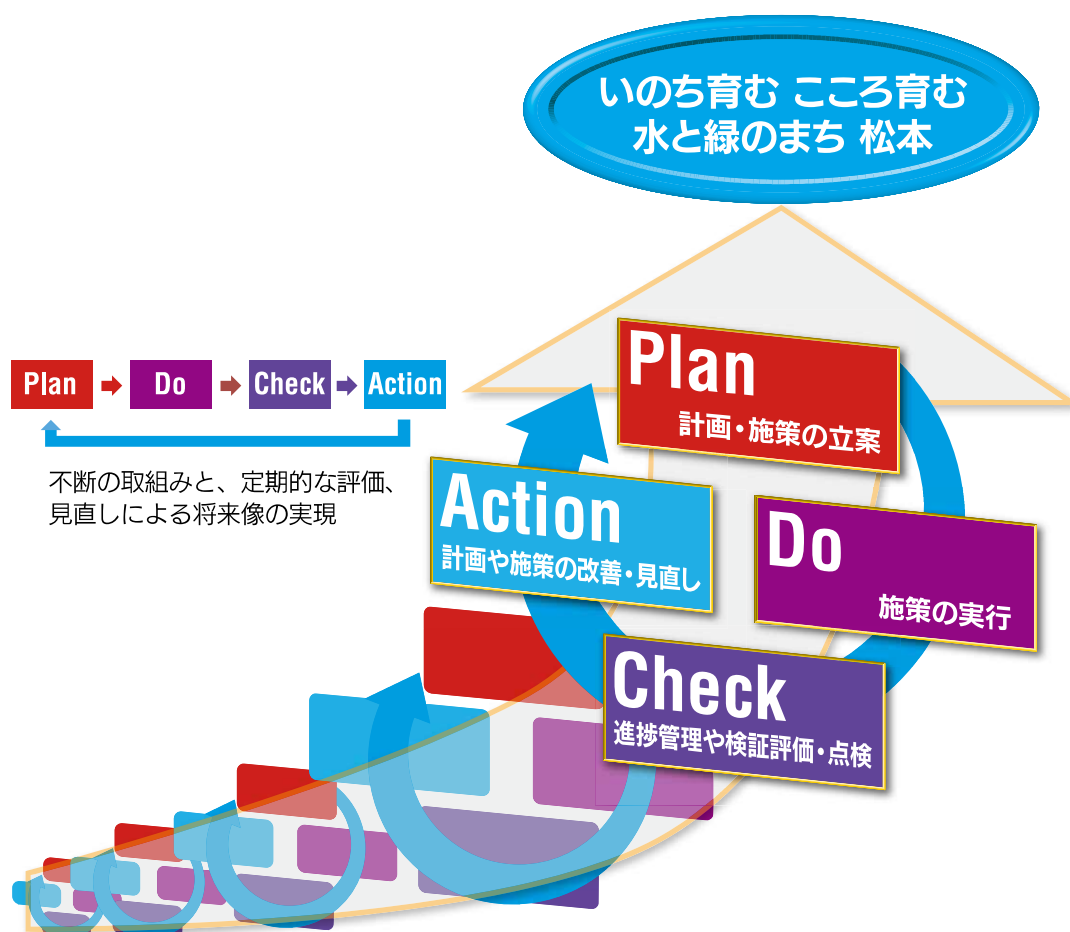 いのち育む こころ育む
水と緑のまち 松本
Plan
Do
Check
Action
不断の取組みと、定期的な評価、
見直しによる将来像の実現
Plan
計画・施策の立案
Action
計画や施策の改善・見直し
Do
施策の実行
Check
進捗管理や検証評価・点検